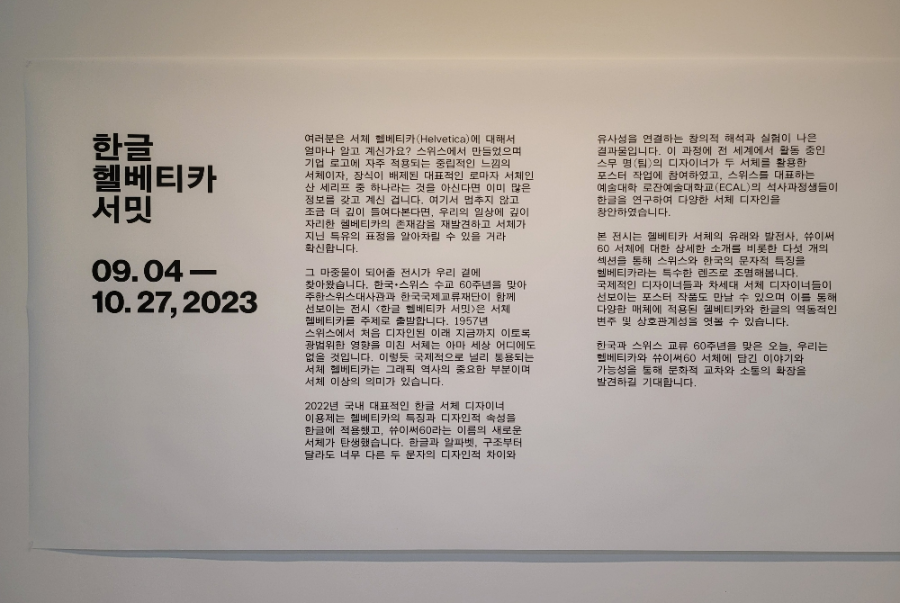 한글
헬베티카
서밋
09. 04 —
10. 27, 2023
여러분은 서체 헬베티카(Helvetica)에 대해서
얼마나 알고 계신가요? 스위스에서 만들었으며
기업 로고에 자주 적용되는 중립적인 느낌의
서체이자, 장식이 배제된 대표적인 로마자 서체인
산 세리프 중 하나라는 것을 아신다면 이미 많은
정보를 갖고 계신 겁니다. 여기서 멈추지 않고
조금 더 깊이 들여다본다면, 우리의 일상에 깊이
자리한 헬베티카의 존재감을 재발견하고 서체가
지닌 특유의 표정을 알아차릴 수 있을 거라
확신합니다.
그 마중물이 되어줄 전시가 우리 곁에
찾아왔습니다. 한국·스위스 수교 60주년을 맞아
주한스위스대사관과 한국국제교류재단이 함께
선보이는 전시 〈한글 헬베티카 서밋〉은 서체
헬베티카를 주제로 출발합니다. 1957년
스위스에서 처음 디자인된 이래 지금까지 이토록
광범위한 영향을 미친 서체는 아마 세상 어디에도
없을 것입니다. 이렇듯 국제적으로 널리 통용되는
서체 헬베티카는 그래픽 역사의 중요한 부분이며
서체 이상의 의미가 있습니다.
2022년 국내 대표적인 한글 서체 디자이너
이용제는 헬베티카의 특징과 디자인적 속성을
한글에 적용했고, 쓔이써60라는 이름의 새로운
서체가 탄생했습니다. 한글과 알파벳, 구조부터
달라도 너무 다른 두 문자의 디자인적 차이와
유사성을 연결하는 창의적 해석과 실험이 나은
결과물입니다. 이 과정에 전 세계에서 활동 중인
스무 명(팀)의 디자이너가 두 서체를 활용한
포스터 작업에 참여하였고, 스위스를 대표하는
예술대학 로잔예술대학교(ECAL)의 석사과정생들이
한글을 연구하여 다양한 서체 디자인을
창안하였습니다.
본 전시는 헬베티카 서체의 유래와 발전사, 쓔이써
60 서체에 대한 상세한 소개를 비롯한 다섯 개의
섹션을 통해 스위스와 한국의 문자적 특징을
헬베티카라는 특수한 렌즈로 조명해봅니다.
국제적인 디자이너들과 차세대 서체 디자이너들이
선보이는 포스터 작품도 만날 수 있으며 이를 통해
다양한 매체에 적용된 헬베티카와 한글의 역동적인
변주 및 상호관계성을 엿볼 수 있습니다.
한국과 스위스 교류 60주년을 맞은 오늘, 우리는
헬베티카와 쓔이써60 서체에 담긴 이야기와
가능성을 통해 문화적 교차와 소통의 확장을
발견하길 기대합니다.